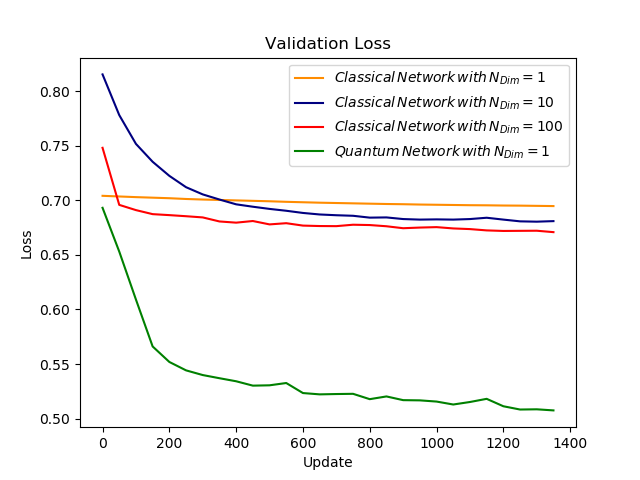 Validation Loss
Classical Network with N_Dim = 1
Classical Network with N_Dim = 10
Classical Network with N_Dim = 100
Quantum Network with N_Dim = 1
0.80
0.75
0.70
0.65
0.60
0.55
0.50
Loss
0 200 400 600 800 1000 1200 1400
Update